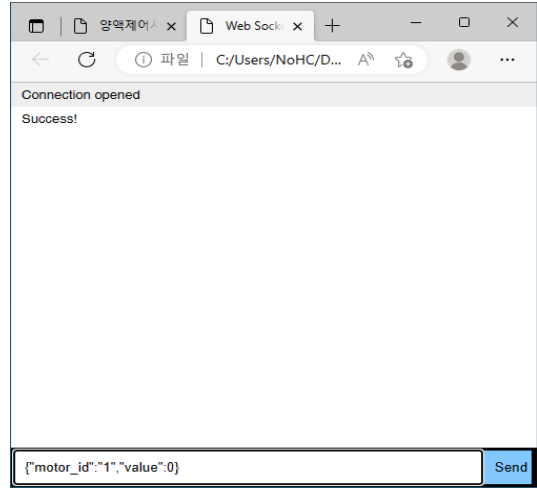 양액제어
Web Sock
파일 | C:/Users/NoHC/D...
Connection opened
Success!
{"motor_id":"1","value":0}
Send